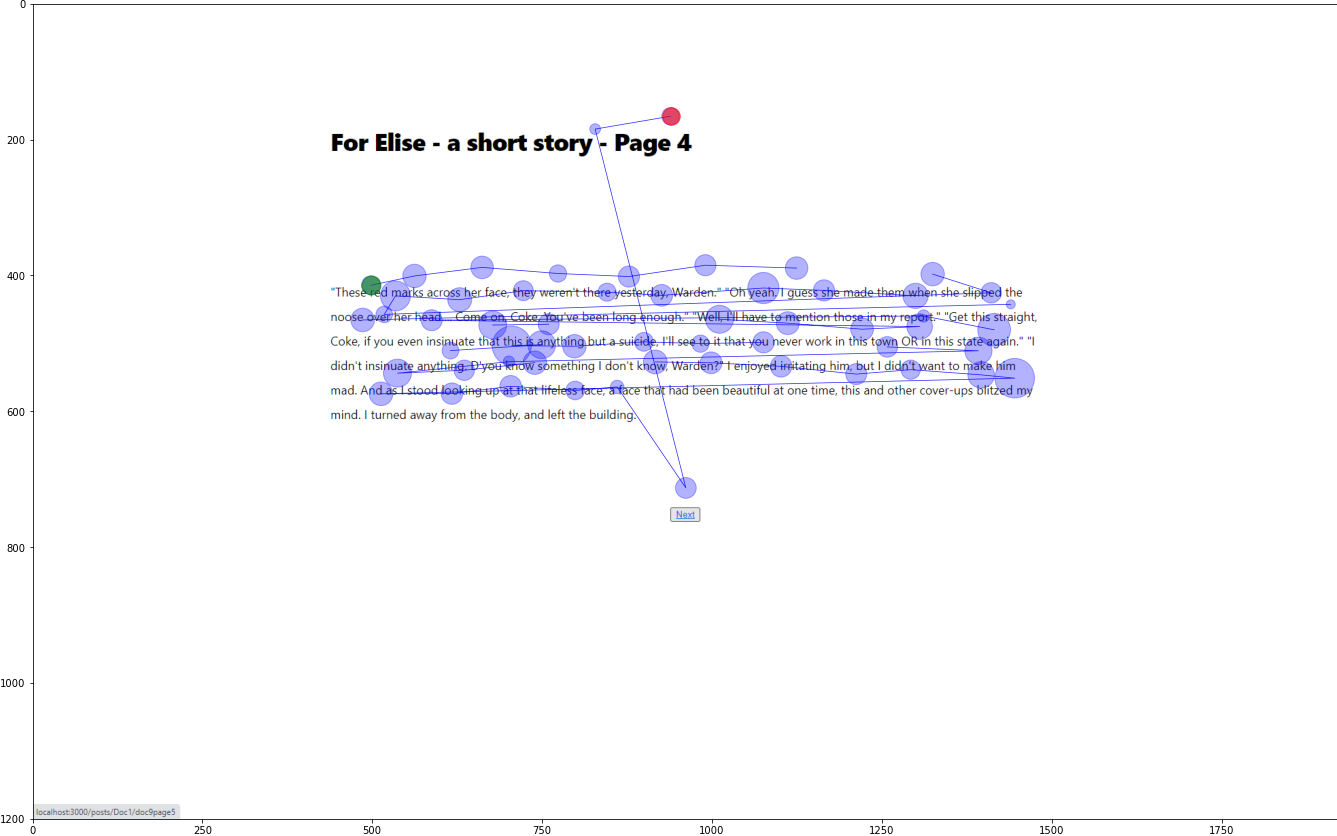 0
200
For Elise - a short story - Page 4
400
"These red marks across her face, they weren't there yesterday, Warden." "Oh yeah, I guess she made them when she slipped the
noose over her head... Come on, Coke, You've been long enough." "Well, I'll have to mention those in my report." "Get this straight,
Coke, if you even insinuate that this is anything but a suicide, I'll see to it that you never work in this town OR in this state again." "I
didn't insinuate anything. D'you know something I don't know, Warden?" I enjoyed irritating him, but I didn't want to make him
mad. And as I stood looking up at that lifeless face, a face that had been beautiful at one time, this and other cover-ups blitzed my
600
mind. I turned away from the body, and left the building.
Next
800
1000
localhost:3000/posts/Doc1/doc9page5
1200
0 250 500 750 1000 1250 1500 1750